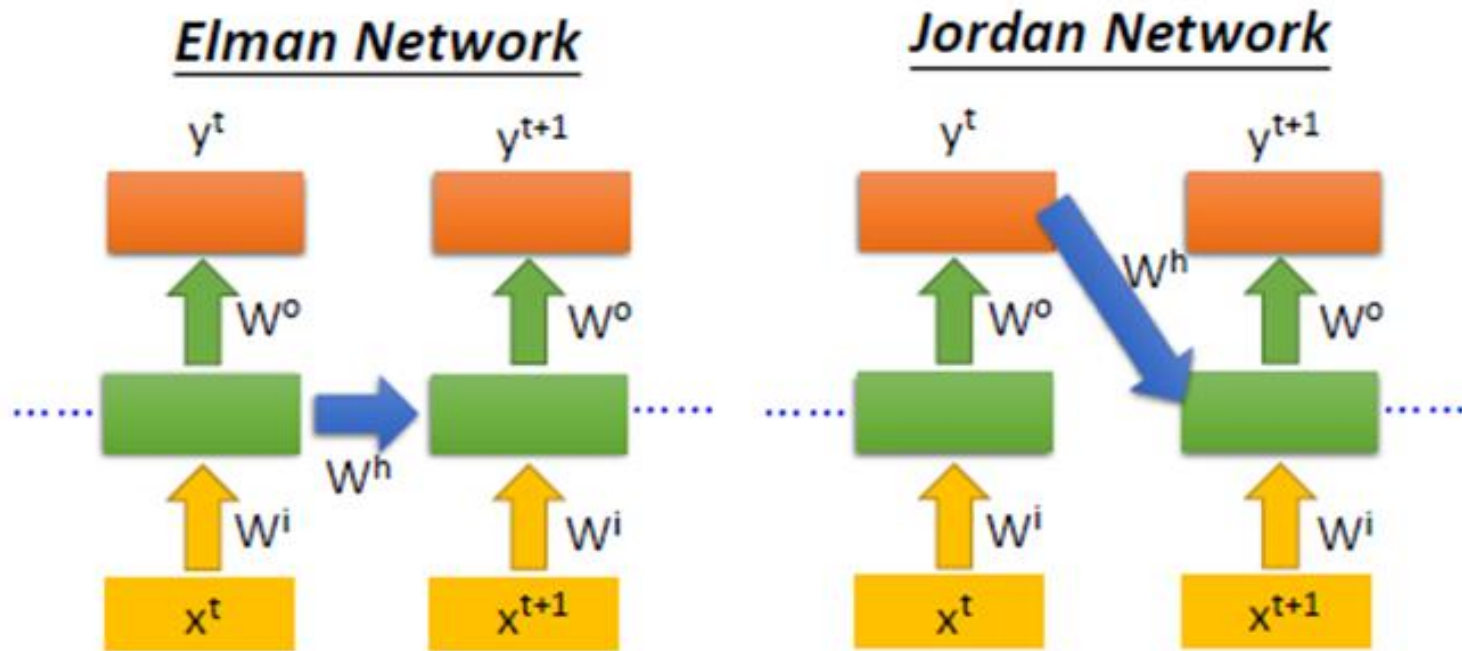 Elman Network Jordan Network
yᵗ yᵗ⁺¹ yᵗ yᵗ⁺¹
Wʰ
Wᵒ Wᵒ Wᵒ Wᵒ
...... ...... ...... ......
Wʰ
Wⁱ Wⁱ Wⁱ Wⁱ
xᵗ xᵗ⁺¹ xᵗ xᵗ⁺¹